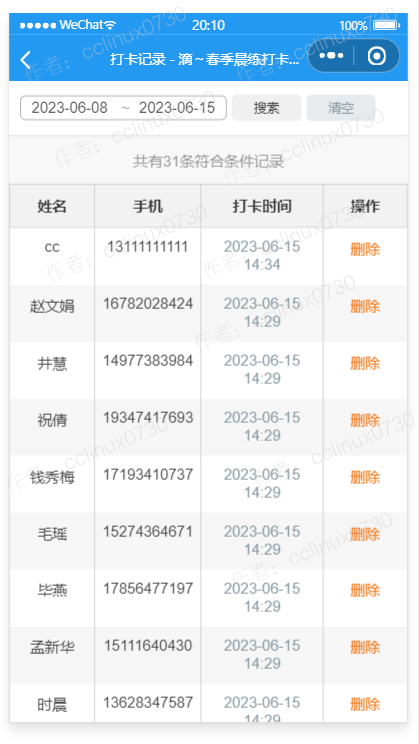 WeChat 20:10 100%
打卡记录 - 滴～春季晨练打卡...
2023-06-08 ~ 2023-06-15 搜索 清空
共有31条符合条件记录
姓名 手机 打卡时间 操作
cc 13111111111 2023-06-15 删除
14:34
赵文娟 16782028424 2023-06-15 删除
14:29
井慧 14977383984 2023-06-15 删除
14:29
祝倩 19347417693 2023-06-15 删除
14:29
钱秀梅 17193410737 2023-06-15 删除
14:29
毛瑶 15274364671 2023-06-15 删除
14:29
毕燕 17856477197 2023-06-15 删除
14:29
孟新华 15111640430 2023-06-15 删除
14:29
时晨 13628347587 2023-06-15 删除
14:29
作者：cclinux0730